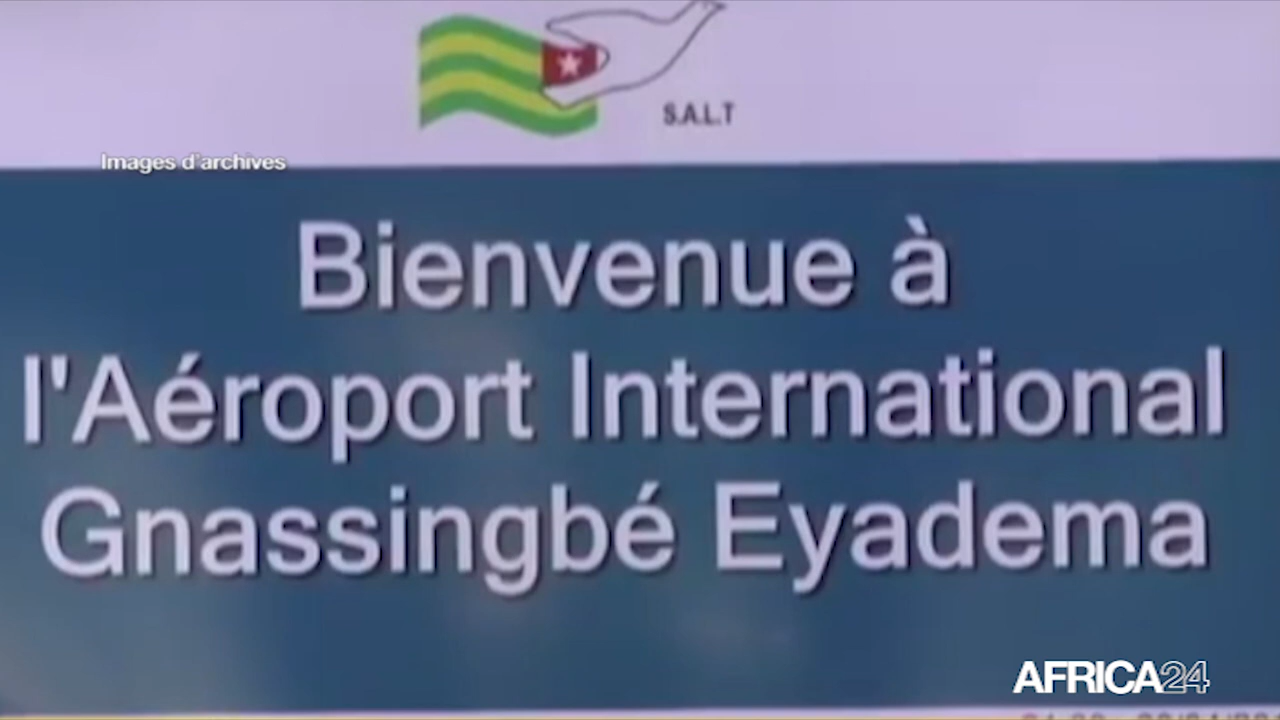 S.A.L.T
Images d'archives
Bienvenue à
l'Aéroport International
Gnassingbé Eyadema
AFRICA24